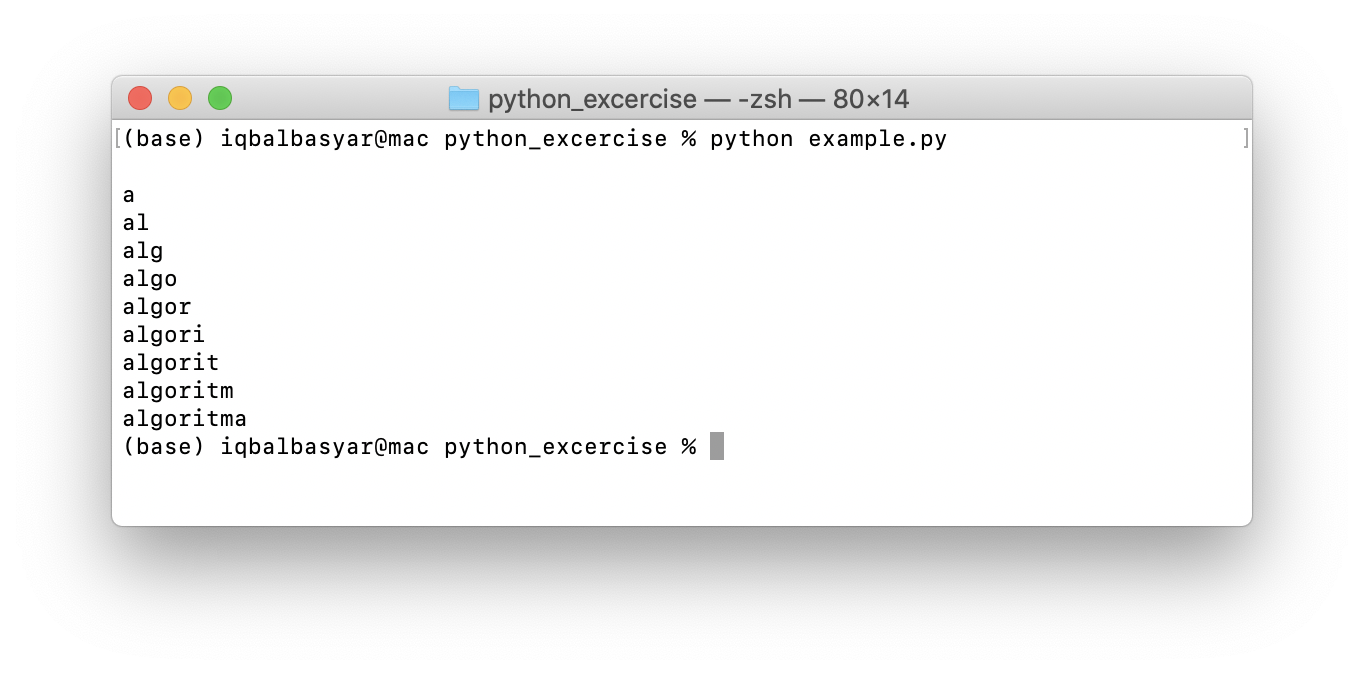 python_excercise — -zsh — 80×14
[(base) iqbalbasyar@mac python_excercise % python example.py ]
a
al
alg
algo
algor
algori
algorit
algoritm
algoritma
(base) iqbalbasyar@mac python_excercise %